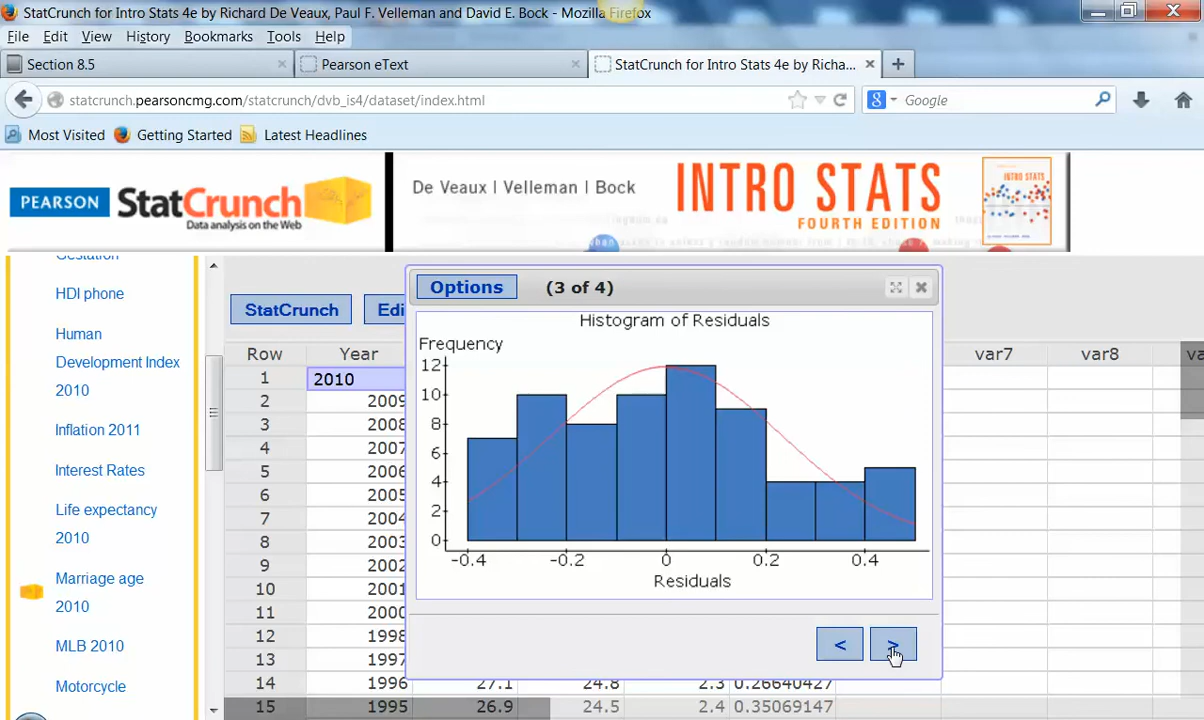 StatCrunch for Intro Stats 4e by Richard De Veaux, Paul F. Velleman and David E. Bock - Mozilla Firefox
File Edit View History Bookmarks Tools Help
Section 8.5
Pearson eText
StatCrunch for Intro Stats 4e by Richa...
statcrunch.pearsoncmg.com/statcrunch/dvb_is4/dataset/index.html
Google
Most Visited Getting Started Latest Headlines
PEARSON StatCrunch
Data analysis on the Web
De Veaux | Velleman | Bock
INTRO STATS
FOURTH EDITION
INTRO STATS
Gestation
HDI phone
Human
Development Index
2010
Inflation 2011
Interest Rates
Life expectancy
2010
Marriage age
2010
MLB 2010
Motorcycle
StatCrunch Edi
Options (3 of 4)
Histogram of Residuals
Frequency
12
10
8
6
4
2
0
-0.4 -0.2 0 0.2 0.4
Residuals
< >
Row Year var7 var8 va
1 2010
2 2009
3 2008
4 2007
5 2006
6 2005
7 2004
8 2003
9 2002
10 2001
11 2000
12 1998
13 1997
14 1996 27.1 24.8 2.3 0.26640427
15 1995 26.9 24.5 2.4 0.35069147